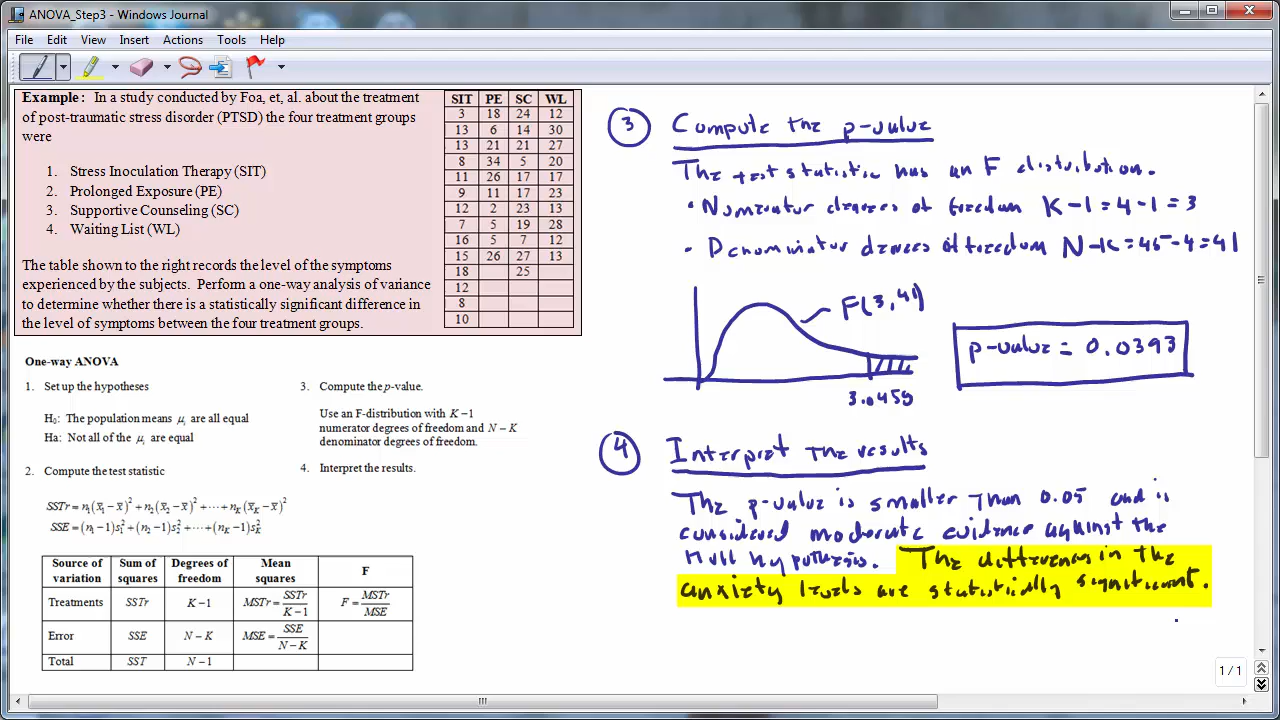 ANOVA_Step3 - Windows Journal
File Edit View Insert Actions Tools Help
Example: In a study conducted by Foa, et, al. about the treatment
of post-traumatic stress disorder (PTSD) the four treatment groups
were
1. Stress Inoculation Therapy (SIT)
2. Prolonged Exposure (PE)
3. Supportive Counseling (SC)
4. Waiting List (WL)
The table shown to the right records the level of the symptoms
experienced by the subjects. Perform a one-way analysis of variance
to determine whether there is a statistically significant difference in
the level of symptoms between the four treatment groups.
SIT PE SC WL
3 18 24 12
13 6 14 30
13 21 21 27
8 34 5 20
11 26 17 17
9 11 17 23
12 2 23 13
7 5 19 28
16 5 7 12
15 26 27 13
18 25
12
8
10
One-way ANOVA
1. Set up the hypotheses
H₀: The population means μᵢ are all equal
Ha: Not all of the μᵢ are equal
2. Compute the test statistic
SSTr = n₁(x̄₁ − x̄)² + n₂(x̄₂ − x̄)² + ⋯ + n_K(x̄_K − x̄)²
SSE = (n₁−1)s₁² + (n₂−1)s₂² + ⋯ + (n_K−1)s_K²
3. Compute the p-value.
Use an F-distribution with K−1
numerator degrees of freedom and N−K
denominator degrees of freedom.
4. Interpret the results.
Source of variation Sum of squares Degrees of freedom Mean squares F
Treatments SSTr K−1 MSTr = SSTr/K−1 F = MSTr/MSE
Error SSE N−K MSE = SSE/N−K
Total SST N−1
3 Compute the p-value
The test statistic has an F distribution.
• Numerator degrees of freedom K-1=4-1=3
• Denominator degrees of freedom N-K=45-4=41
F(3,41)
3.0459
p-value = 0.0393
4 Interpret the results
The p-value is smaller than 0.05 and is
considered moderate evidence against the
Null hypothesis. The differences in the
anxiety levels are statistically significant.
1 / 1